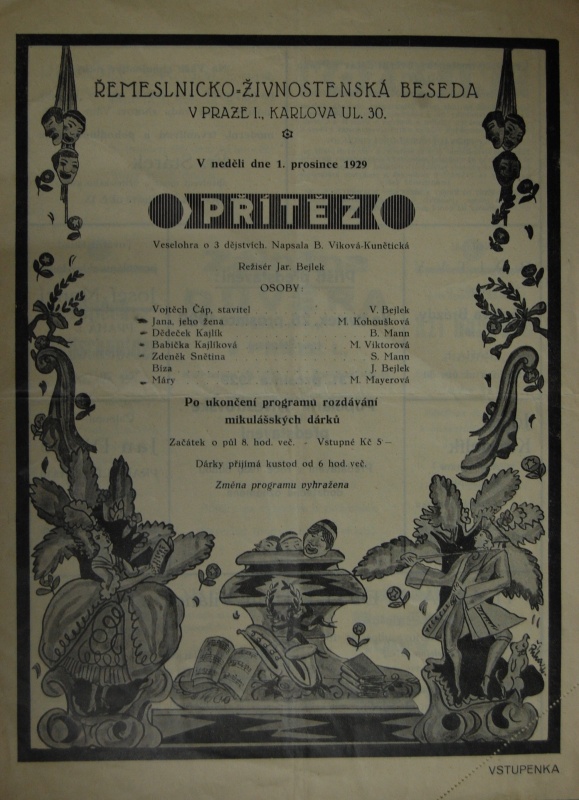 ŘEMESLNICKO-ŽIVNOSTENSKÁ BESEDA
V PRAZE I., KARLOVA UL. 30.
V neděli dne 1. prosince 1929
PŘÍTĚŽ
Veselohra o 3 dějstvích. Napsala B. Viková-Kunětická
Režisér Jar. Bejlek
OSOBY:
Vojtěch Čáp, stavitel . . . . V. Bejlek
Jana, jeho žena . . . . M. Kohoušková
Dědeček Kajlík . . . . B. Mann
Babička Kajlíková . . . . M. Viktorová
Zdeněk Snětina . . . . S. Mann
Bíza . . . . J. Bejlek
Máry . . . . M. Mayerová
Po ukončení programu rozdávání
mikulášských dárků
Začátek o půl 8. hod. več. - Vstupné Kč 5·—
Dárky přijímá kustod od 6 hod. več.
Změna programu vyhražena
VSTUPENKA